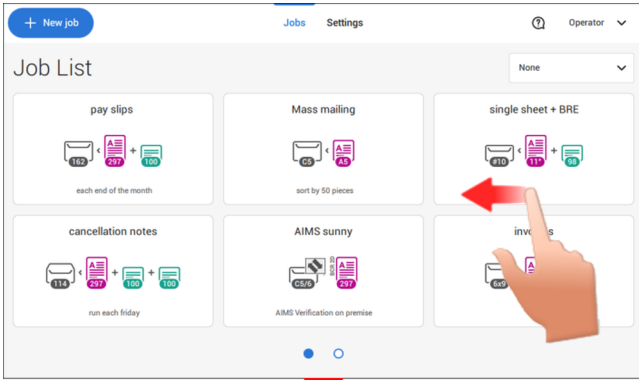 + New job
Jobs
Settings
Operator
Job List
None
pay slips
162
297
+
100
each end of the month
Mass mailing
C5
A5
sort by 50 pieces
single sheet + BRE
#10
11"
+
98
cancellation notes
114
297
+
100
+
100
run each friday
AIMS sunny
C5/6
BCR 2D
297
AIMS Verification on premise
6x9